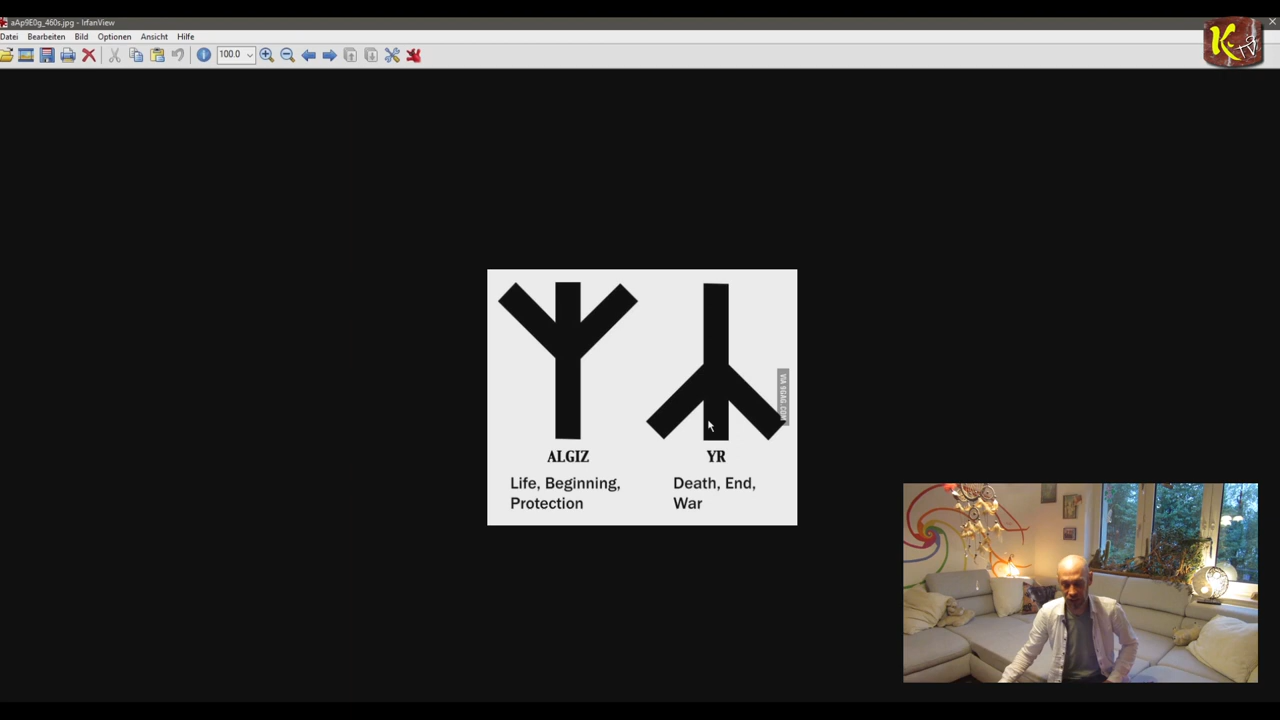 aAp9E0g_460s.jpg - IrfanView
Datei Bearbeiten Bild Optionen Ansicht Hilfe
100.0
K TV
VIA 9GAG.COM
ALGIZ YR
Life, Beginning, Death, End,
Protection War